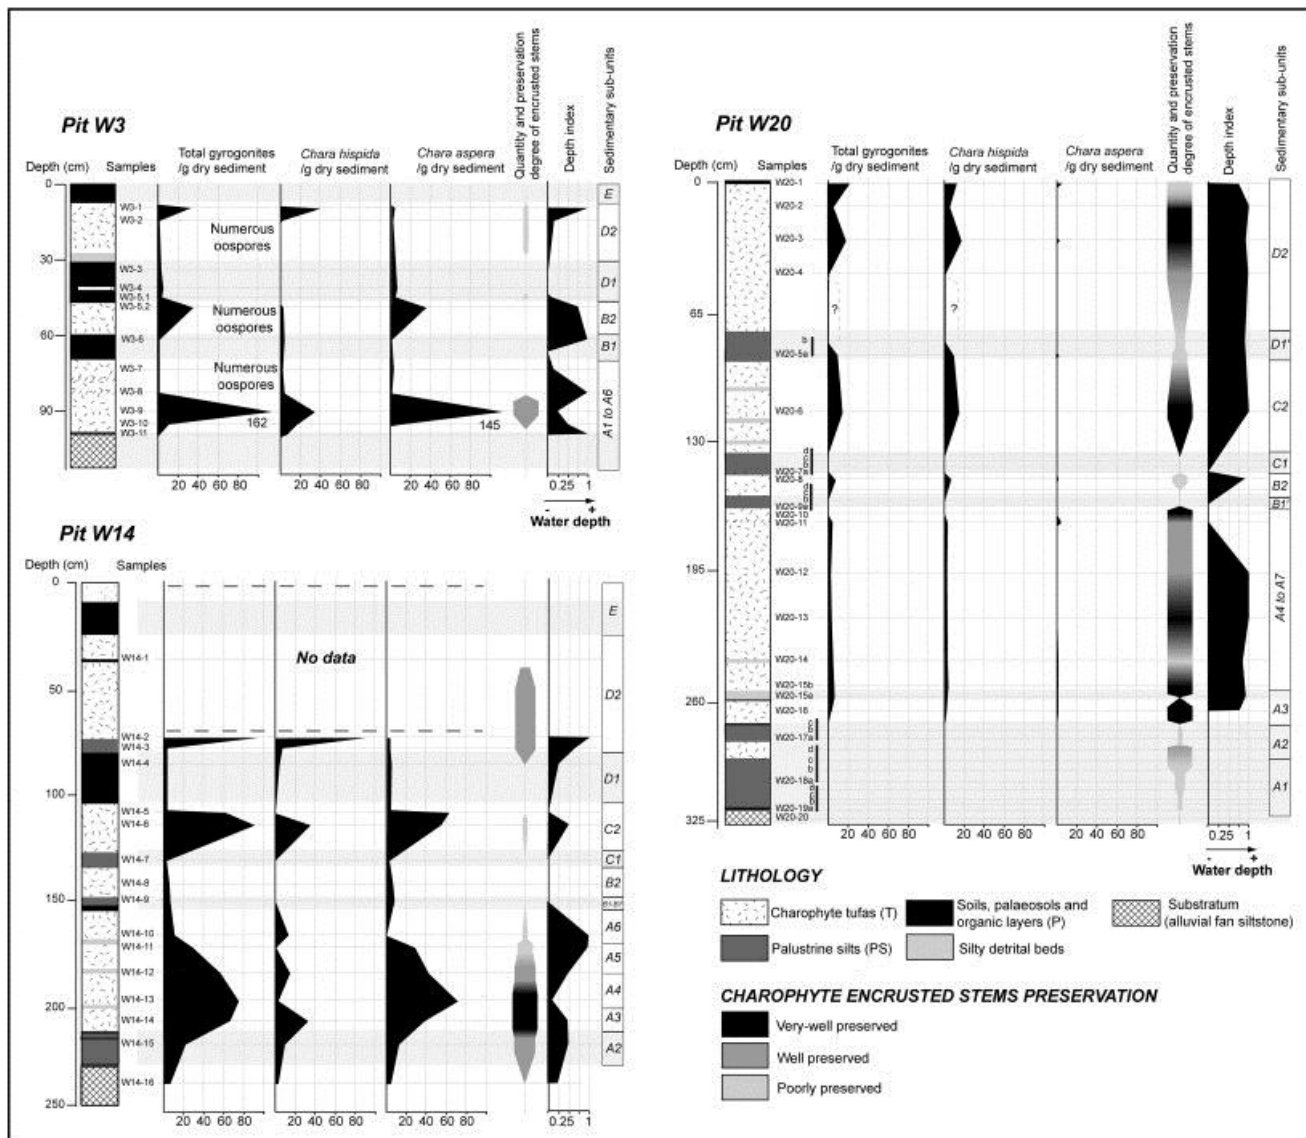 Pit W3
Depth (cm)
Samples
Total gyrogonites
/g dry sediment
Chara hispida
/g dry sediment
Chara aspera
/g dry sediment
Quantity and preservation
degree of encrusted stems
Depth index
Sedimentary sub-units
0
30
60
90
W3-1
W3-2
W3-3
W3-4
W3-5.1
W3-5.2
W3-6
W3-7
W3-8
W3-9
W3-10
W3-11
Numerous
oospores
Numerous
oospores
Numerous
oospores
162
145
D2
D1
B2
B1
A1 to A6
20 40 60 80
20 40 60 80
20 40 60 80
0.25 1
- +
Water depth
Pit W14
Depth (cm)
Samples
0
50
100
150
200
250
W14-1
W14-2
W14-3
W14-4
W14-5
W14-6
W14-7
W14-8
W14-9
W14-10
W14-11
W14-12
W14-13
W14-14
W14-15
W14-16
No data
E
D2
D1
C2
C1
B2
A6
A5
A4
A3
A2
20 40 60 80
20 40 60 80
20 40 60 80
0.25 1
Pit W20
Depth (cm)
Samples
Total gyrogonites
/g dry sediment
Chara hispida
/g dry sediment
Chara aspera
/g dry sediment
Quantity and preservation
degree of encrusted stems
Depth index
Sedimentary sub-units
0
65
130
195
260
325
W20-1
W20-2
W20-3
W20-4
b
W20-5a
W20-6
d
c
b
W20-7a
W20-8
d
c
b
W20-9a
W20-10
W20-11
W20-12
W20-13
W20-14
W20-15b
W20-15a
W20-16
c
b
W20-17a
d
c
b
W20-18a
d
c
b
W20-19a
W20-20
?
?
D2
D1'
C2
C1
B2
B1'
A4 to A7
A3
A2
A1
20 40 60 80
20 40 60 80
20 40 60 80
0.25 1
- +
Water depth
LITHOLOGY
Charophyte tufas (T)
Soils, palaeosols and
organic layers (P)
Substratum
(alluvial fan siltstone)
Palustrine silts (PS)
Silty detrital beds
CHAROPHYTE ENCRUSTED STEMS PRESERVATION
Very-well preserved
Well preserved
Poorly preserved